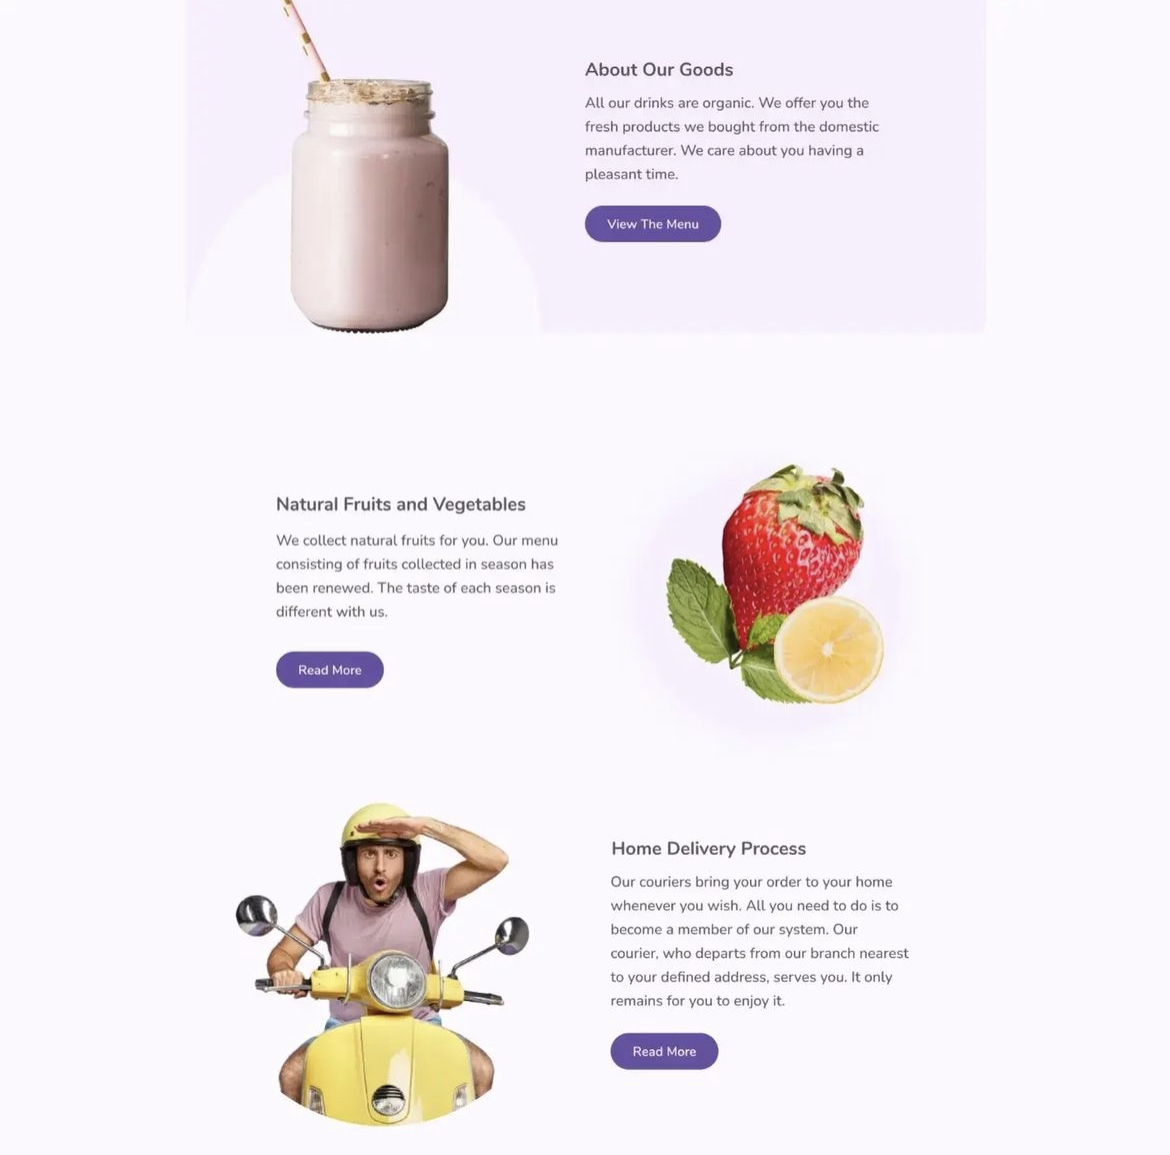 About Our Goods
All our drinks are organic. We offer you the
fresh products we bought from the domestic
manufacturer. We care about you having a
pleasant time.
View The Menu
Natural Fruits and Vegetables
We collect natural fruits for you. Our menu
consisting of fruits collected in season has
been renewed. The taste of each season is
different with us.
Read More
Home Delivery Process
Our couriers bring your order to your home
whenever you wish. All you need to do is to
become a member of our system. Our
courier, who departs from our branch nearest
to your defined address, serves you. It only
remains for you to enjoy it.
Read More